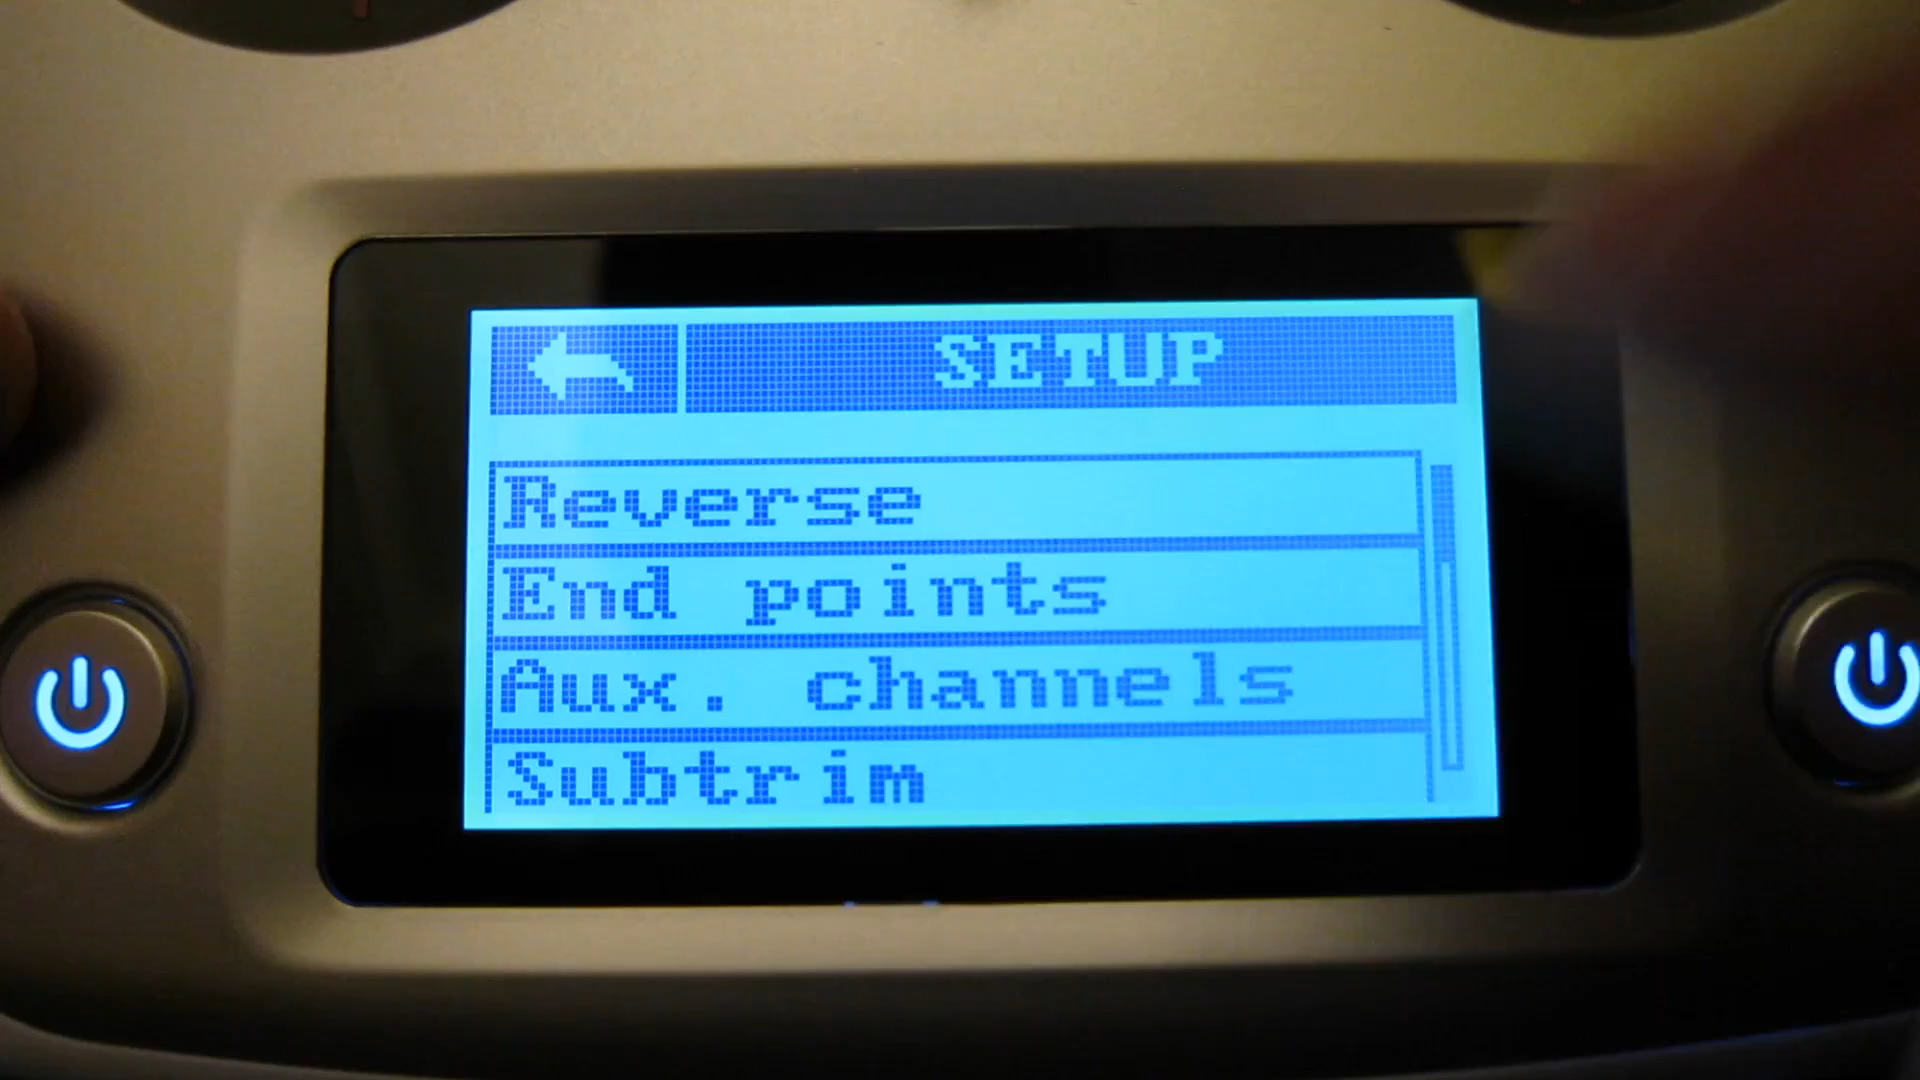 SETUP
Reverse
End points
Aux. channels
Subtrim